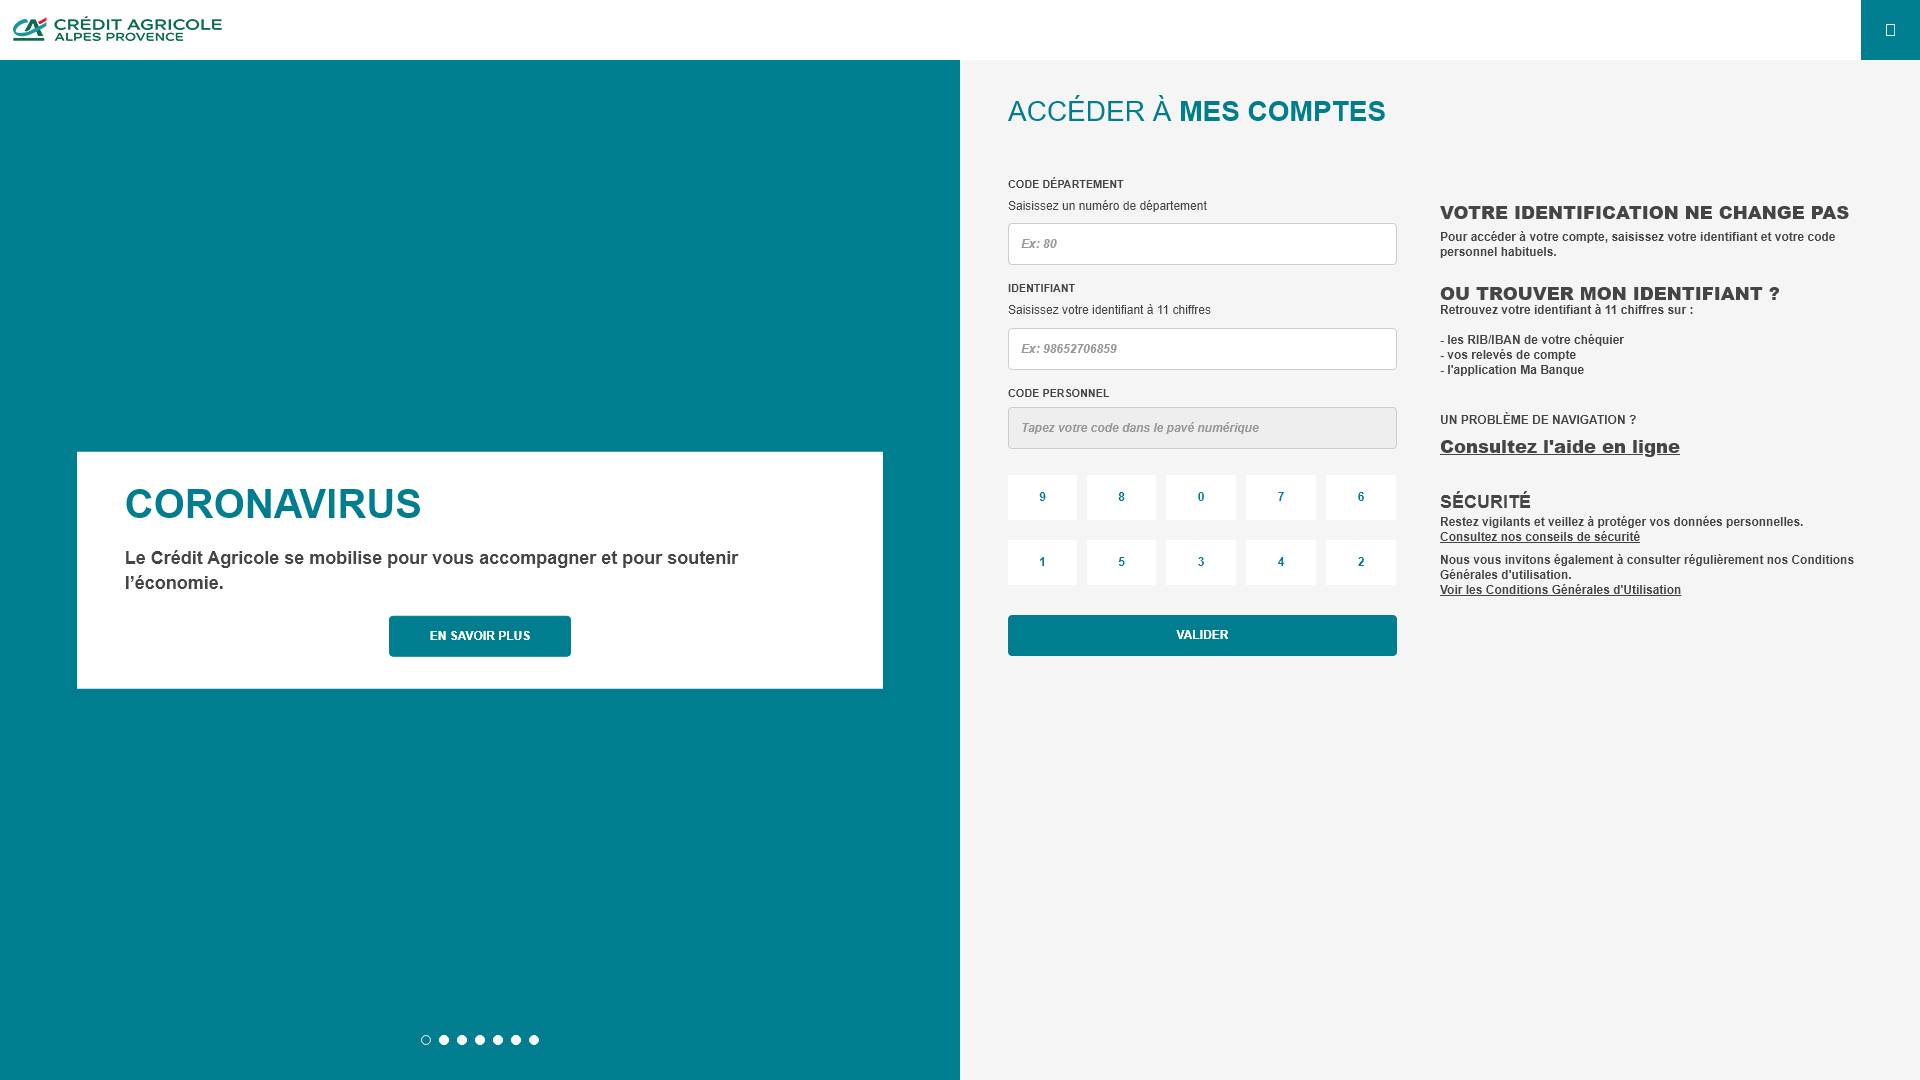 CRÉDIT AGRICOLE
ALPES PROVENCE
CORONAVIRUS
Le Crédit Agricole se mobilise pour vous accompagner et pour soutenir
l’économie.
EN SAVOIR PLUS
ACCÉDER À MES COMPTES
CODE DÉPARTEMENT
Saisissez un numéro de département
Ex: 80
IDENTIFIANT
Saisissez votre identifiant à 11 chiffres
Ex: 98652706859
CODE PERSONNEL
Tapez votre code dans le pavé numérique
9 8 0 7 6
1 5 3 4 2
VALIDER
VOTRE IDENTIFICATION NE CHANGE PAS
Pour accéder à votre compte, saisissez votre identifiant et votre code
personnel habituels.
OU TROUVER MON IDENTIFIANT ?
Retrouvez votre identifiant à 11 chiffres sur :
- les RIB/IBAN de votre chéquier
- vos relevés de compte
- l'application Ma Banque
UN PROBLÈME DE NAVIGATION ?
Consultez l'aide en ligne
SÉCURITÉ
Restez vigilants et veillez à protéger vos données personnelles.
Consultez nos conseils de sécurité
Nous vous invitons également à consulter régulièrement nos Conditions
Générales d'utilisation.
Voir les Conditions Générales d'Utilisation